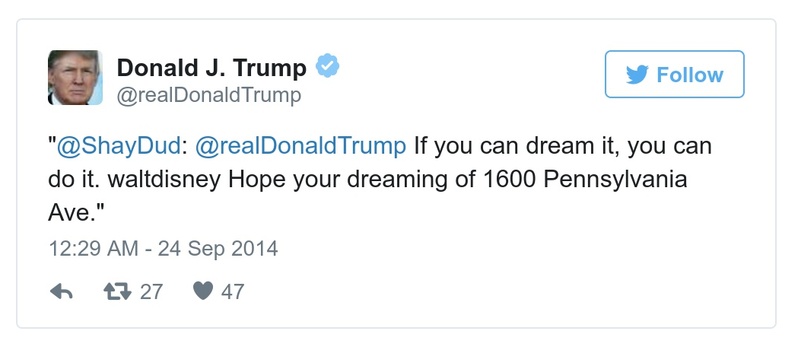 Donald J. Trump
@realDonaldTrump
Follow
"@ShayDud: @realDonaldTrump If you can dream it, you can
do it. waltdisney Hope your dreaming of 1600 Pennsylvania
Ave."
12:29 AM - 24 Sep 2014
27 47